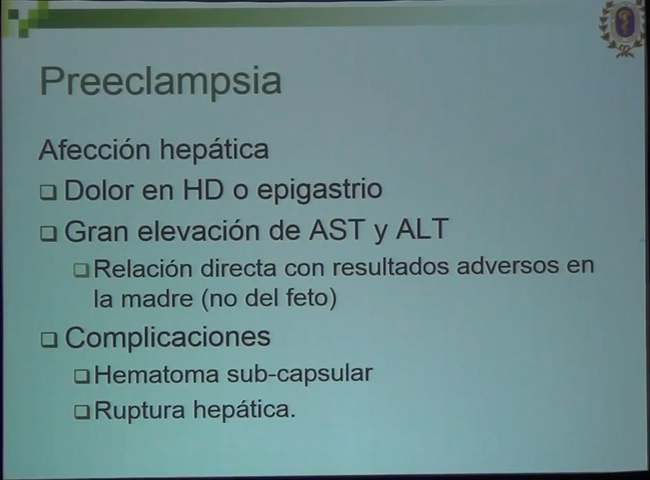 Preeclampsia
Afección hepática
Dolor en HD o epigastrio
Gran elevación de AST y ALT
Relación directa con resultados adversos en
la madre (no del feto)
Complicaciones
Hematoma sub-capsular
Ruptura hepática.